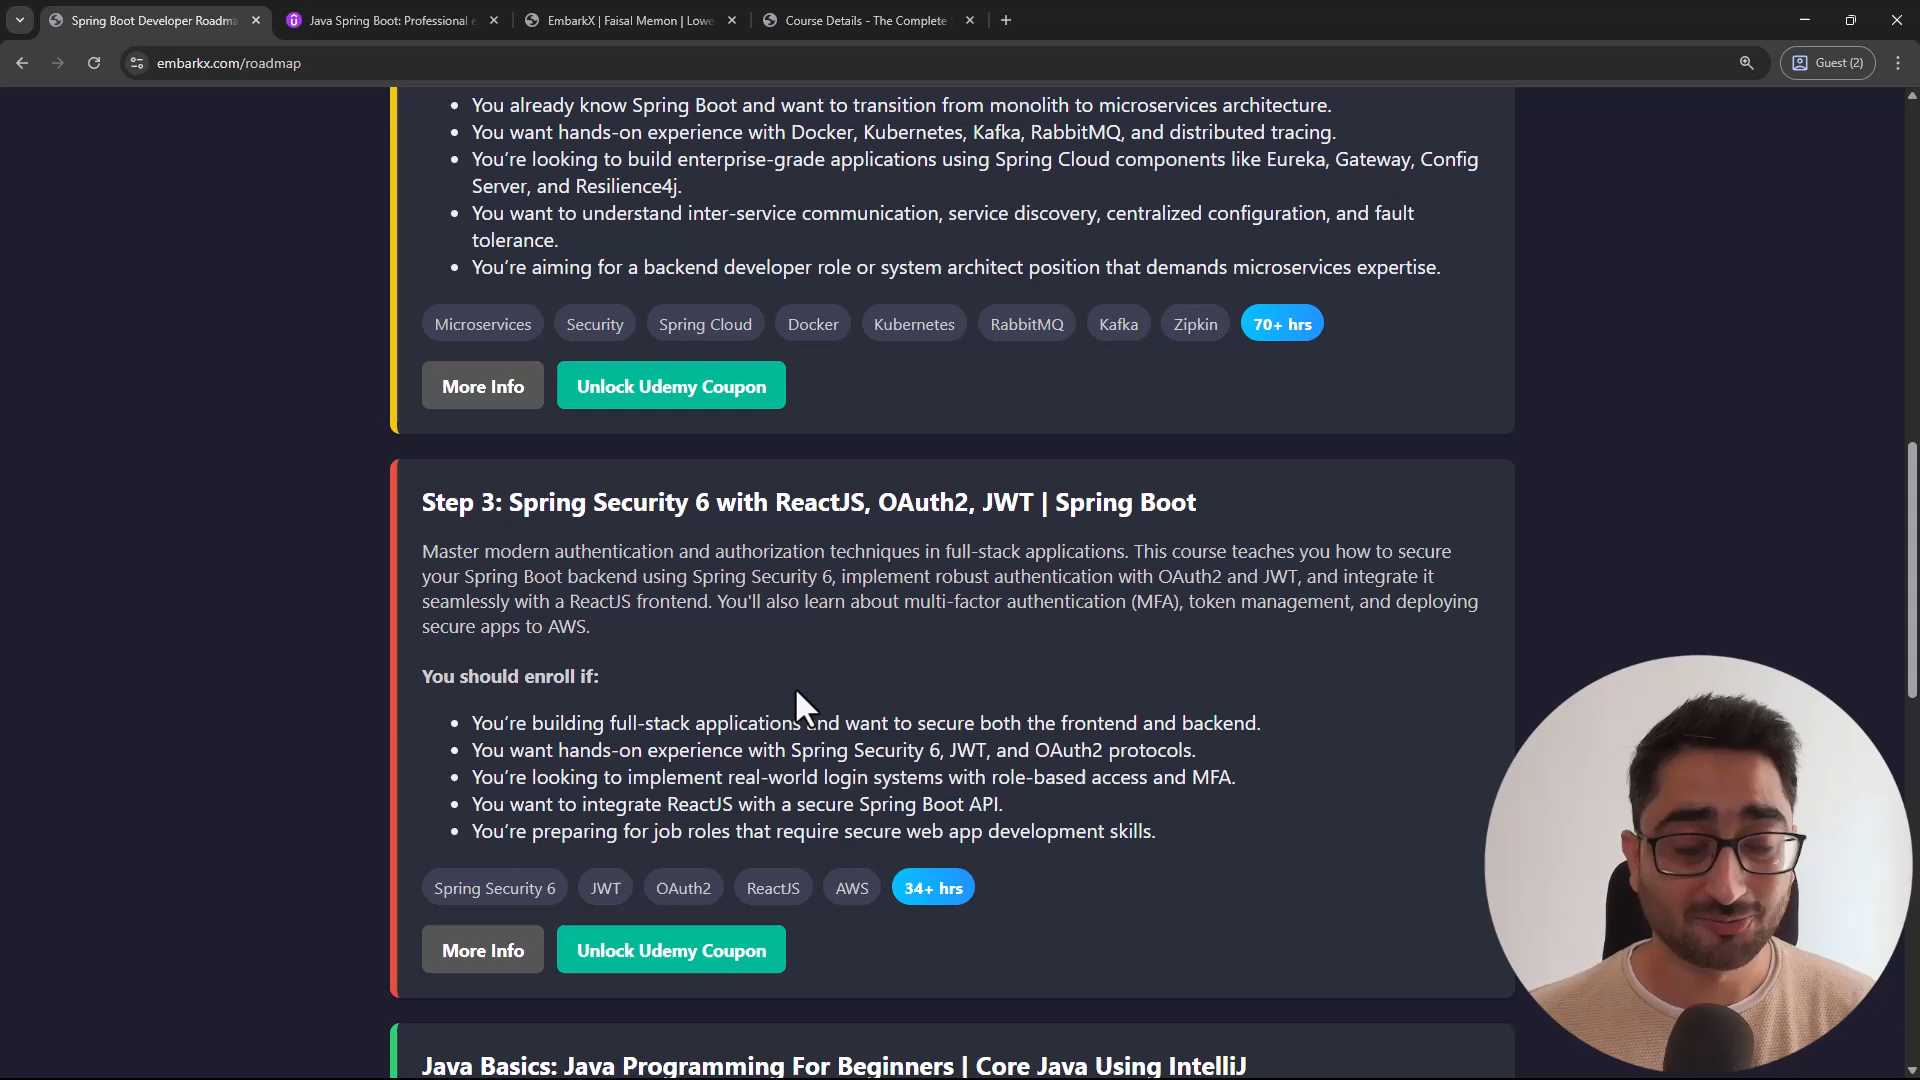 Spring Boot Developer Roadma
Java Spring Boot: Professional e
EmbarkX | Faisal Memon | Lowe
Course Details - The Complete
embarkx.com/roadmap
Guest (2)
• You already know Spring Boot and want to transition from monolith to microservices architecture.
• You want hands-on experience with Docker, Kubernetes, Kafka, RabbitMQ, and distributed tracing.
• You're looking to build enterprise-grade applications using Spring Cloud components like Eureka, Gateway, Config
Server, and Resilience4j.
• You want to understand inter-service communication, service discovery, centralized configuration, and fault
tolerance.
• You're aiming for a backend developer role or system architect position that demands microservices expertise.
Microservices Security Spring Cloud Docker Kubernetes RabbitMQ Kafka Zipkin 70+ hrs
More Info Unlock Udemy Coupon
Step 3: Spring Security 6 with ReactJS, OAuth2, JWT | Spring Boot
Master modern authentication and authorization techniques in full-stack applications. This course teaches you how to secure
your Spring Boot backend using Spring Security 6, implement robust authentication with OAuth2 and JWT, and integrate it
seamlessly with a ReactJS frontend. You'll also learn about multi-factor authentication (MFA), token management, and deploying
secure apps to AWS.
You should enroll if:
• You're building full-stack applications and want to secure both the frontend and backend.
• You want hands-on experience with Spring Security 6, JWT, and OAuth2 protocols.
• You're looking to implement real-world login systems with role-based access and MFA.
• You want to integrate ReactJS with a secure Spring Boot API.
• You're preparing for job roles that require secure web app development skills.
Spring Security 6 JWT OAuth2 ReactJS AWS 34+ hrs
More Info Unlock Udemy Coupon
Java Basics: Java Programming For Beginners | Core Java Using IntelliJ